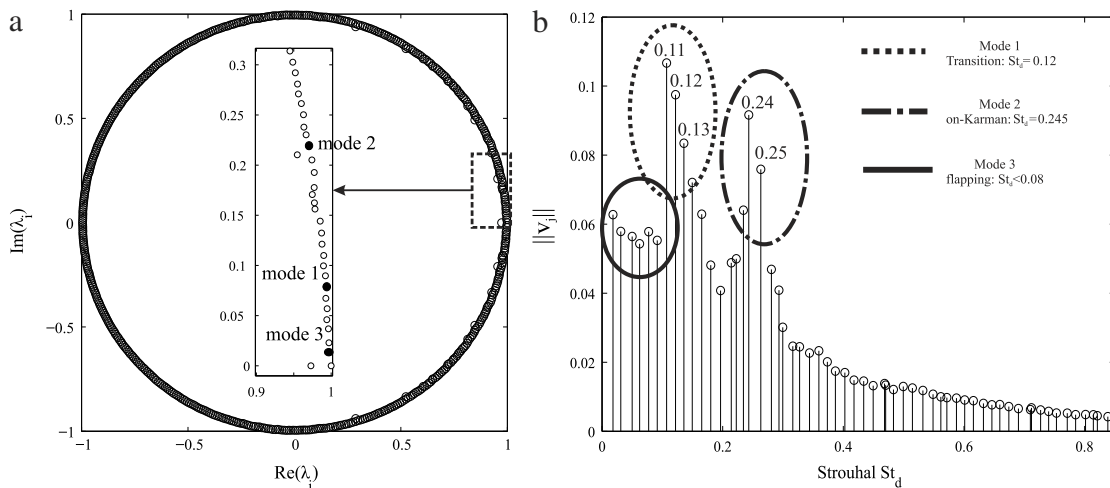 a
1
0.5
0
−0.5
−1
−1
−0.5
0
0.5
1
Im(λi)
Re(λi)
0.3
0.25
0.2
0.15
0.1
0.05
0
0.9
1
mode 2
mode 1
mode 3
b
0.12
0.1
0.08
0.06
0.04
0.02
0
0
0.2
0.4
0.6
0.8
||vj||
Strouhal St d
0.11
0.12
0.13
0.24
0.25
Mode 1
Transition: St d= 0.12
Mode 2
on-Karman: St d=0.245
Mode 3
flapping: St d<0.08